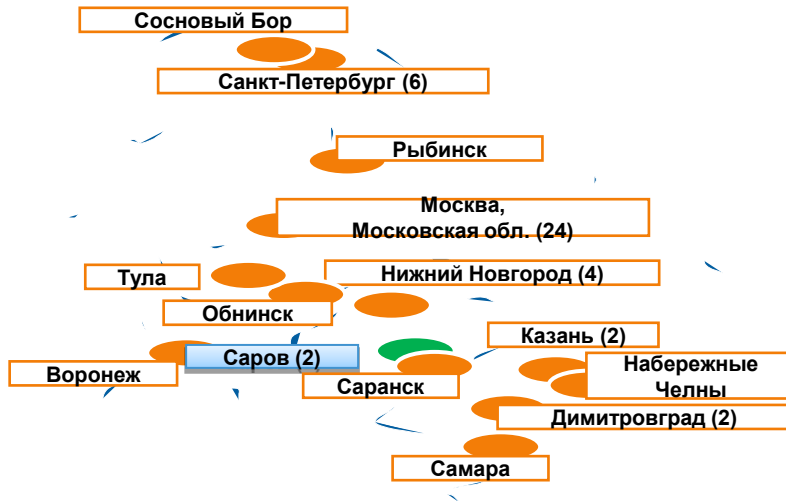 Сосновый Бор
Санкт-Петербург (6)
Рыбинск
Москва,
Московская обл. (24)
Тула
Нижний Новгород (4)
Обнинск
Казань (2)
Саров (2)
Набережные
Челны
Воронеж
Саранск
Димитровград (2)
Самара